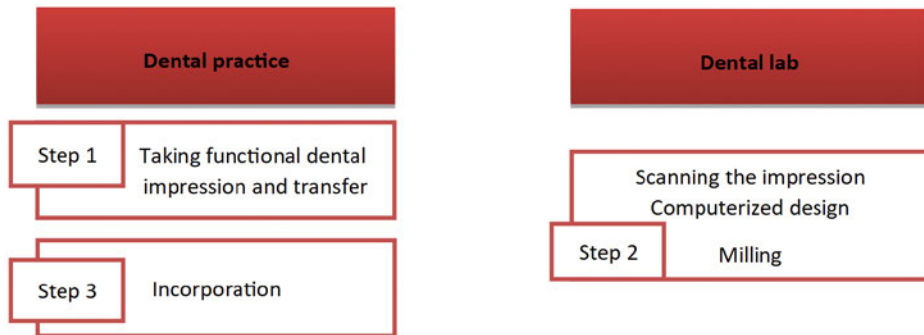 Dental practice
Step 1
Taking functional dental
impression and transfer
Step 3
Incorporation
Dental lab
Scanning the impression
Computerized design
Step 2
Milling